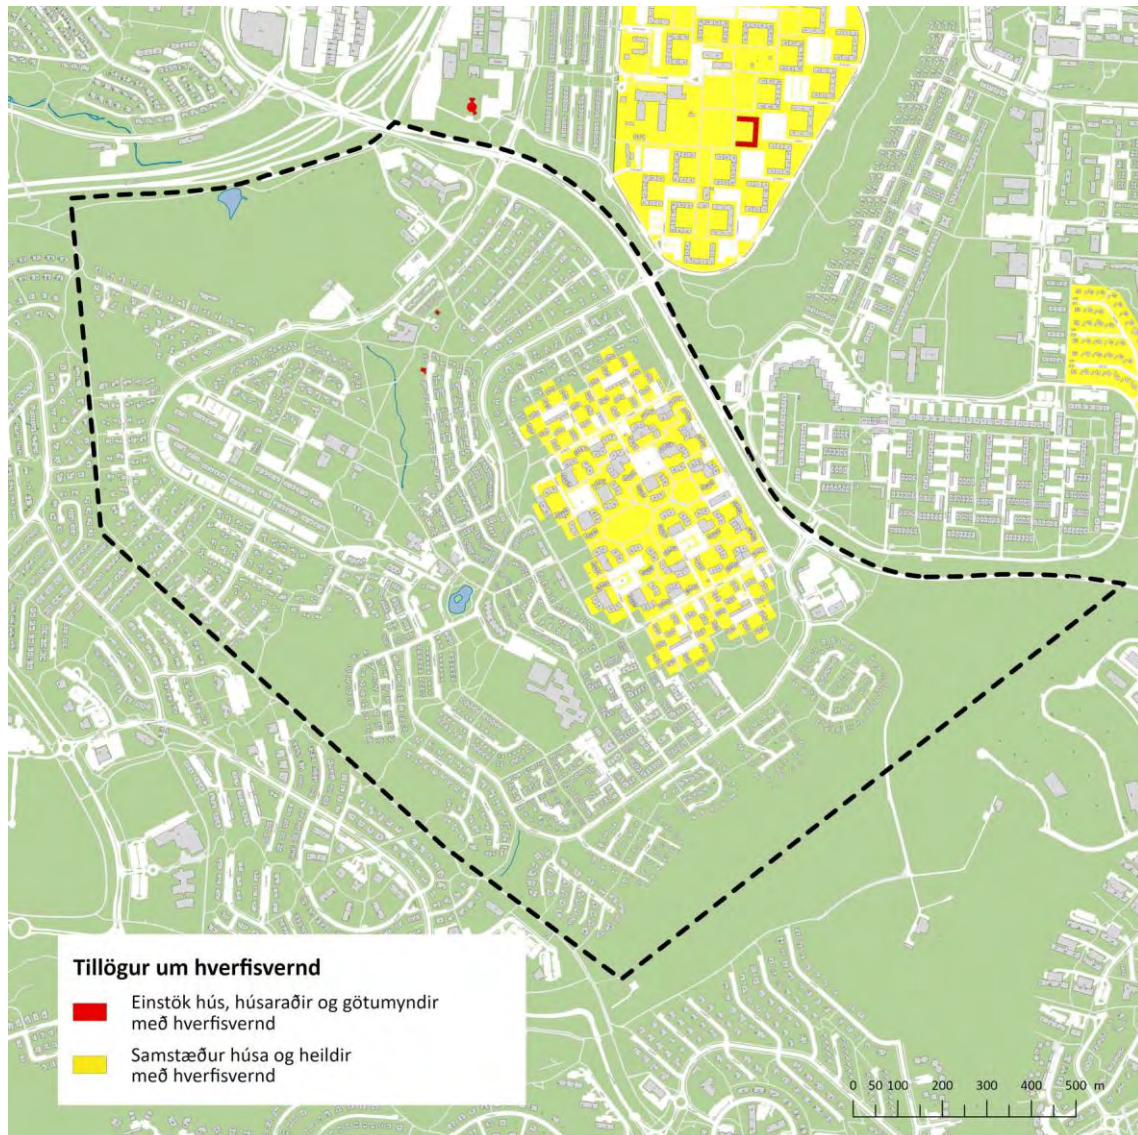 Tillögur um hverfisvernd
Einstök hús, húsaraðir og götumyndir
með hverfisvernd
Samstæður húsa og heildir
með hverfisvernd
0 50 100 200 300 400 500 m